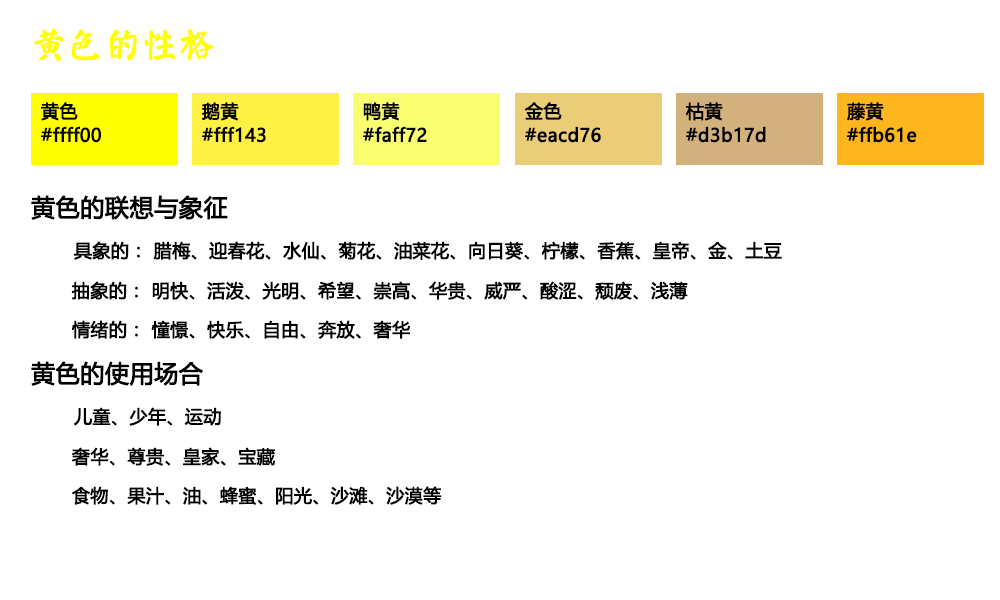 黄色的性格
黄色 鹅黄 鸭黄 金色 枯黄 藤黄
#ffff00 #fff143 #faff72 #eacd76 #d3b17d #ffb61e
黄色的联想与象征
具象的： 腊梅、迎春花、水仙、菊花、油菜花、向日葵、柠檬、香蕉、皇帝、金、土豆
抽象的： 明快、活泼、光明、希望、崇高、华贵、威严、酸涩、颓废、浅薄
情绪的： 憧憬、快乐、自由、奔放、奢华
黄色的使用场合
儿童、少年、运动
奢华、尊贵、皇家、宝藏
食物、果汁、油、蜂蜜、阳光、沙滩、沙漠等